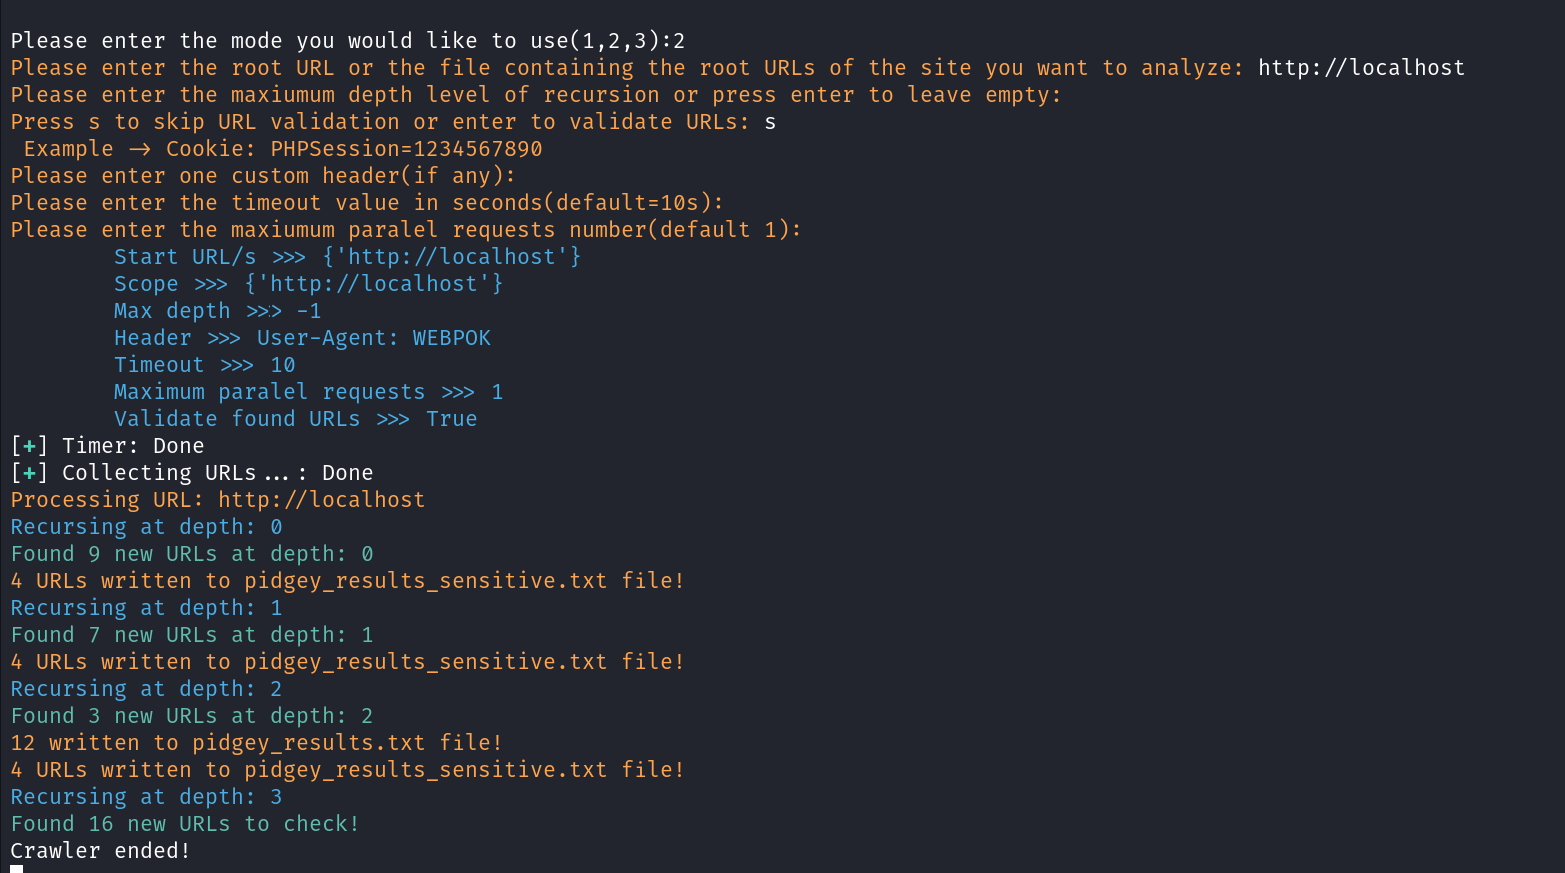 Please enter the mode you would like to use(1,2,3):2
Please enter the root URL or the file containing the root URLs of the site you want to analyze: http://localhost
Please enter the maxiumum depth level of recursion or press enter to leave empty:
Press s to skip URL validation or enter to validate URLs: s
Example -> Cookie: PHPSession=1234567890
Please enter one custom header(if any):
Please enter the timeout value in seconds(default=10s):
Please enter the maxiumum paralel requests number(default 1):
Start URL/s >>> {'http://localhost'}
Scope >>> {'http://localhost'}
Max depth >>> -1
Header >>> User-Agent: WEBPOK
Timeout >>> 10
Maximum paralel requests >>> 1
Validate found URLs >>> True
[+] Timer: Done
[+] Collecting URLs...: Done
Processing URL: http://localhost
Recursing at depth: 0
Found 9 new URLs at depth: 0
4 URLs written to pidgey_results_sensitive.txt file!
Recursing at depth: 1
Found 7 new URLs at depth: 1
4 URLs written to pidgey_results_sensitive.txt file!
Recursing at depth: 2
Found 3 new URLs at depth: 2
12 written to pidgey_results.txt file!
4 URLs written to pidgey_results_sensitive.txt file!
Recursing at depth: 3
Found 16 new URLs to check!
Crawler ended!